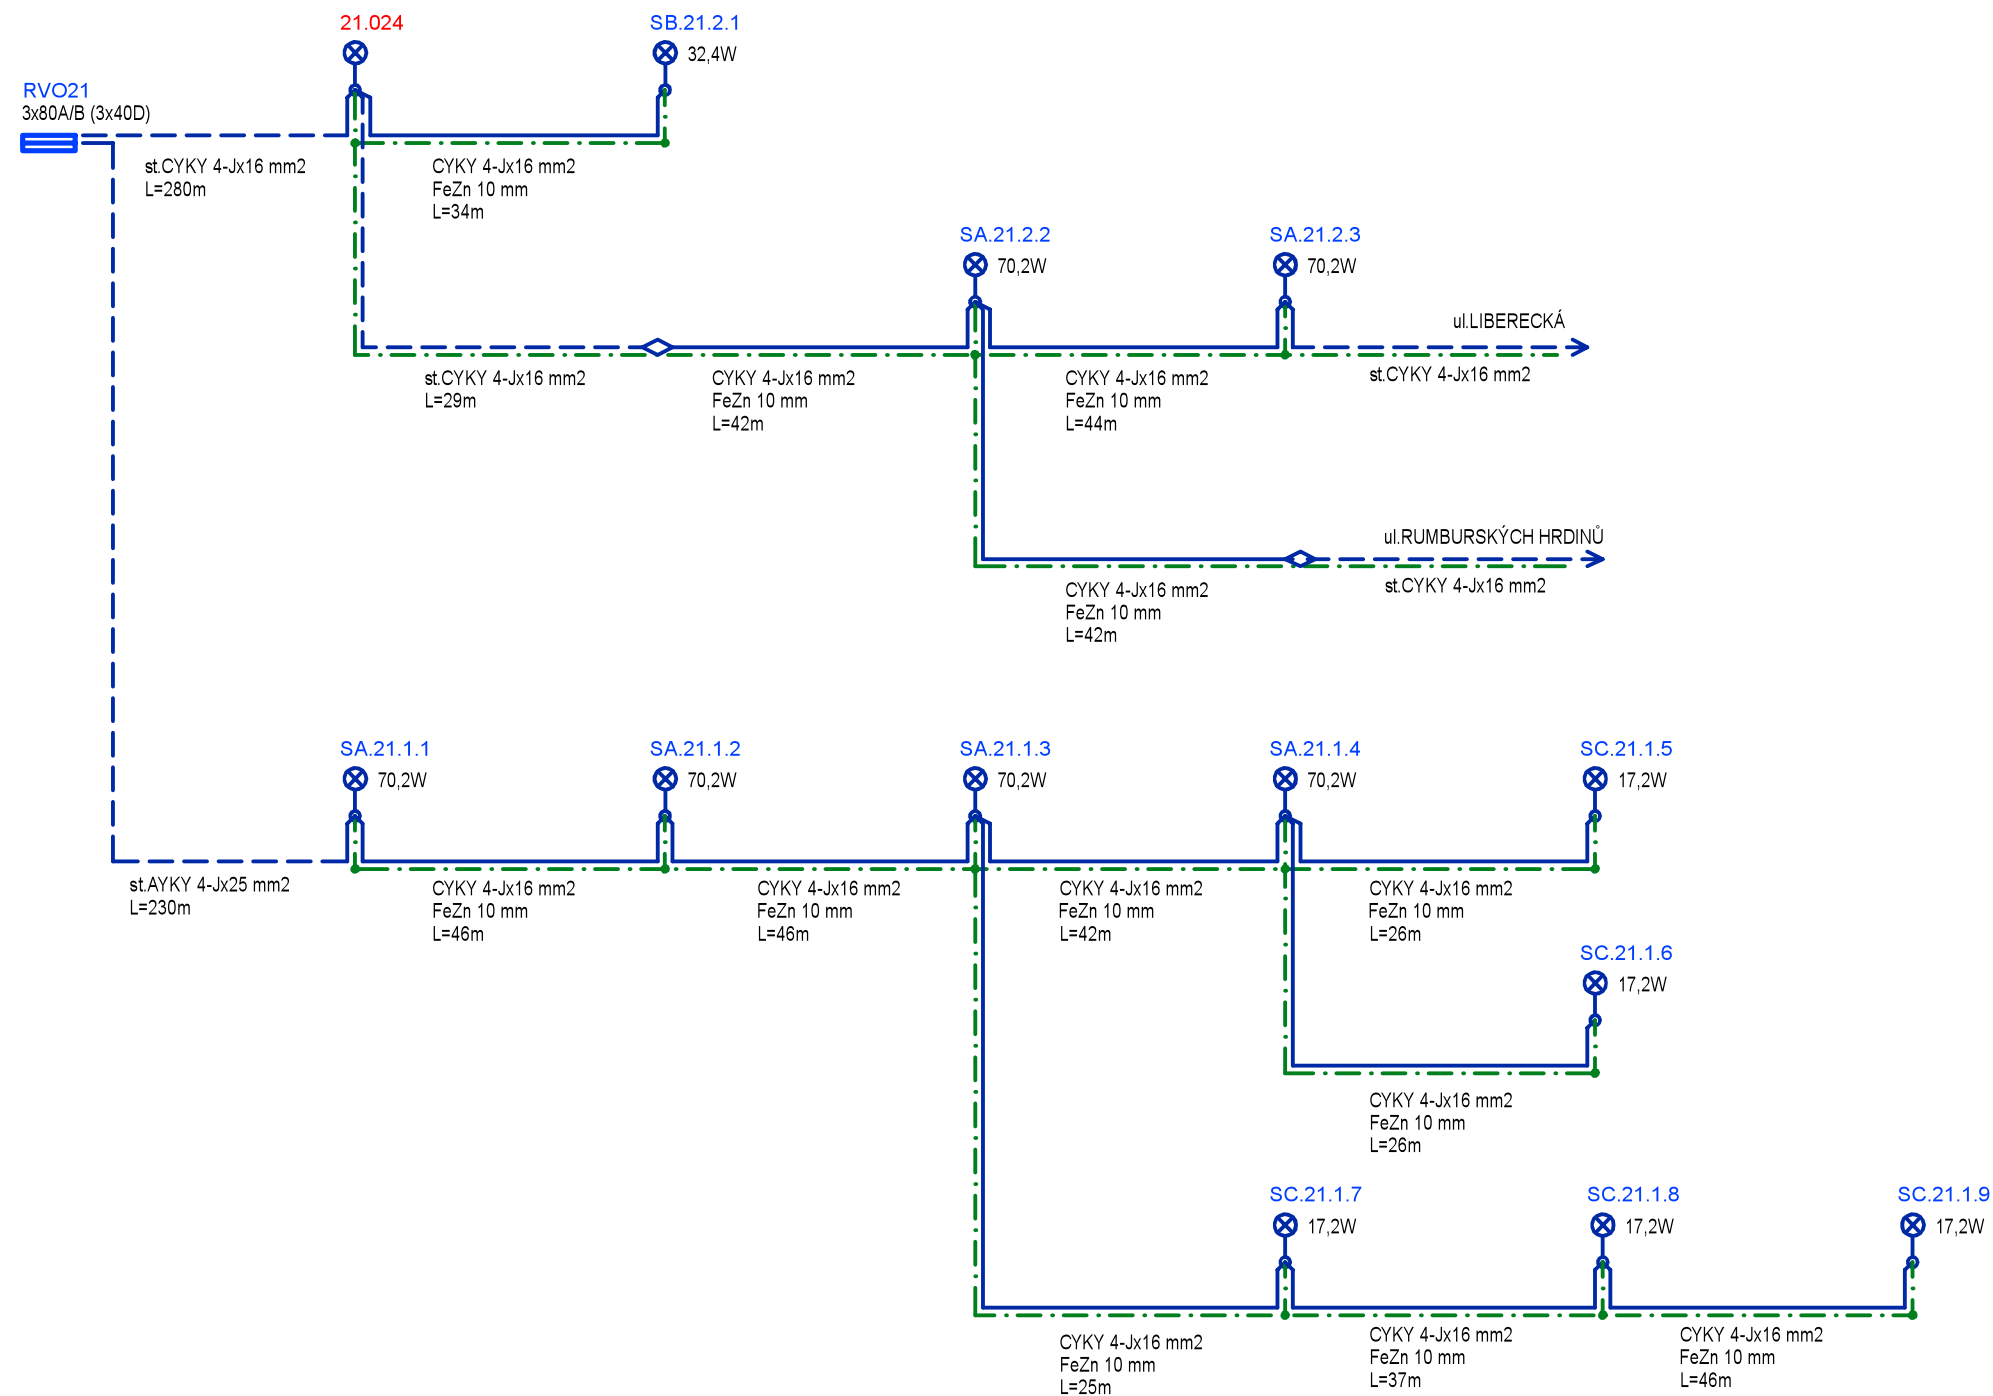 21.024
SB.21.2.1
32,4W
RVO21
3x80A/B (3x40D)
st.CYKY 4-Jx16 mm2
L=280m
CYKY 4-Jx16 mm2
FeZn 10 mm
L=34m
SA.21.2.2
70,2W
SA.21.2.3
70,2W
ul.LIBERECKÁ
st.CYKY 4-Jx16 mm2
st.CYKY 4-Jx16 mm2
L=29m
CYKY 4-Jx16 mm2
FeZn 10 mm
L=42m
CYKY 4-Jx16 mm2
FeZn 10 mm
L=44m
ul.RUMBURSKÝCH HRDINŮ
st.CYKY 4-Jx16 mm2
CYKY 4-Jx16 mm2
FeZn 10 mm
L=42m
SA.21.1.1
70,2W
SA.21.1.2
70,2W
SA.21.1.3
70,2W
SA.21.1.4
70,2W
SC.21.1.5
17,2W
st.AYKY 4-Jx25 mm2
L=230m
CYKY 4-Jx16 mm2
FeZn 10 mm
L=46m
CYKY 4-Jx16 mm2
FeZn 10 mm
L=46m
CYKY 4-Jx16 mm2
FeZn 10 mm
L=42m
CYKY 4-Jx16 mm2
FeZn 10 mm
L=26m
SC.21.1.6
17,2W
CYKY 4-Jx16 mm2
FeZn 10 mm
L=26m
SC.21.1.7
17,2W
SC.21.1.8
17,2W
SC.21.1.9
17,2W
CYKY 4-Jx16 mm2
FeZn 10 mm
L=25m
CYKY 4-Jx16 mm2
FeZn 10 mm
L=37m
CYKY 4-Jx16 mm2
FeZn 10 mm
L=46m